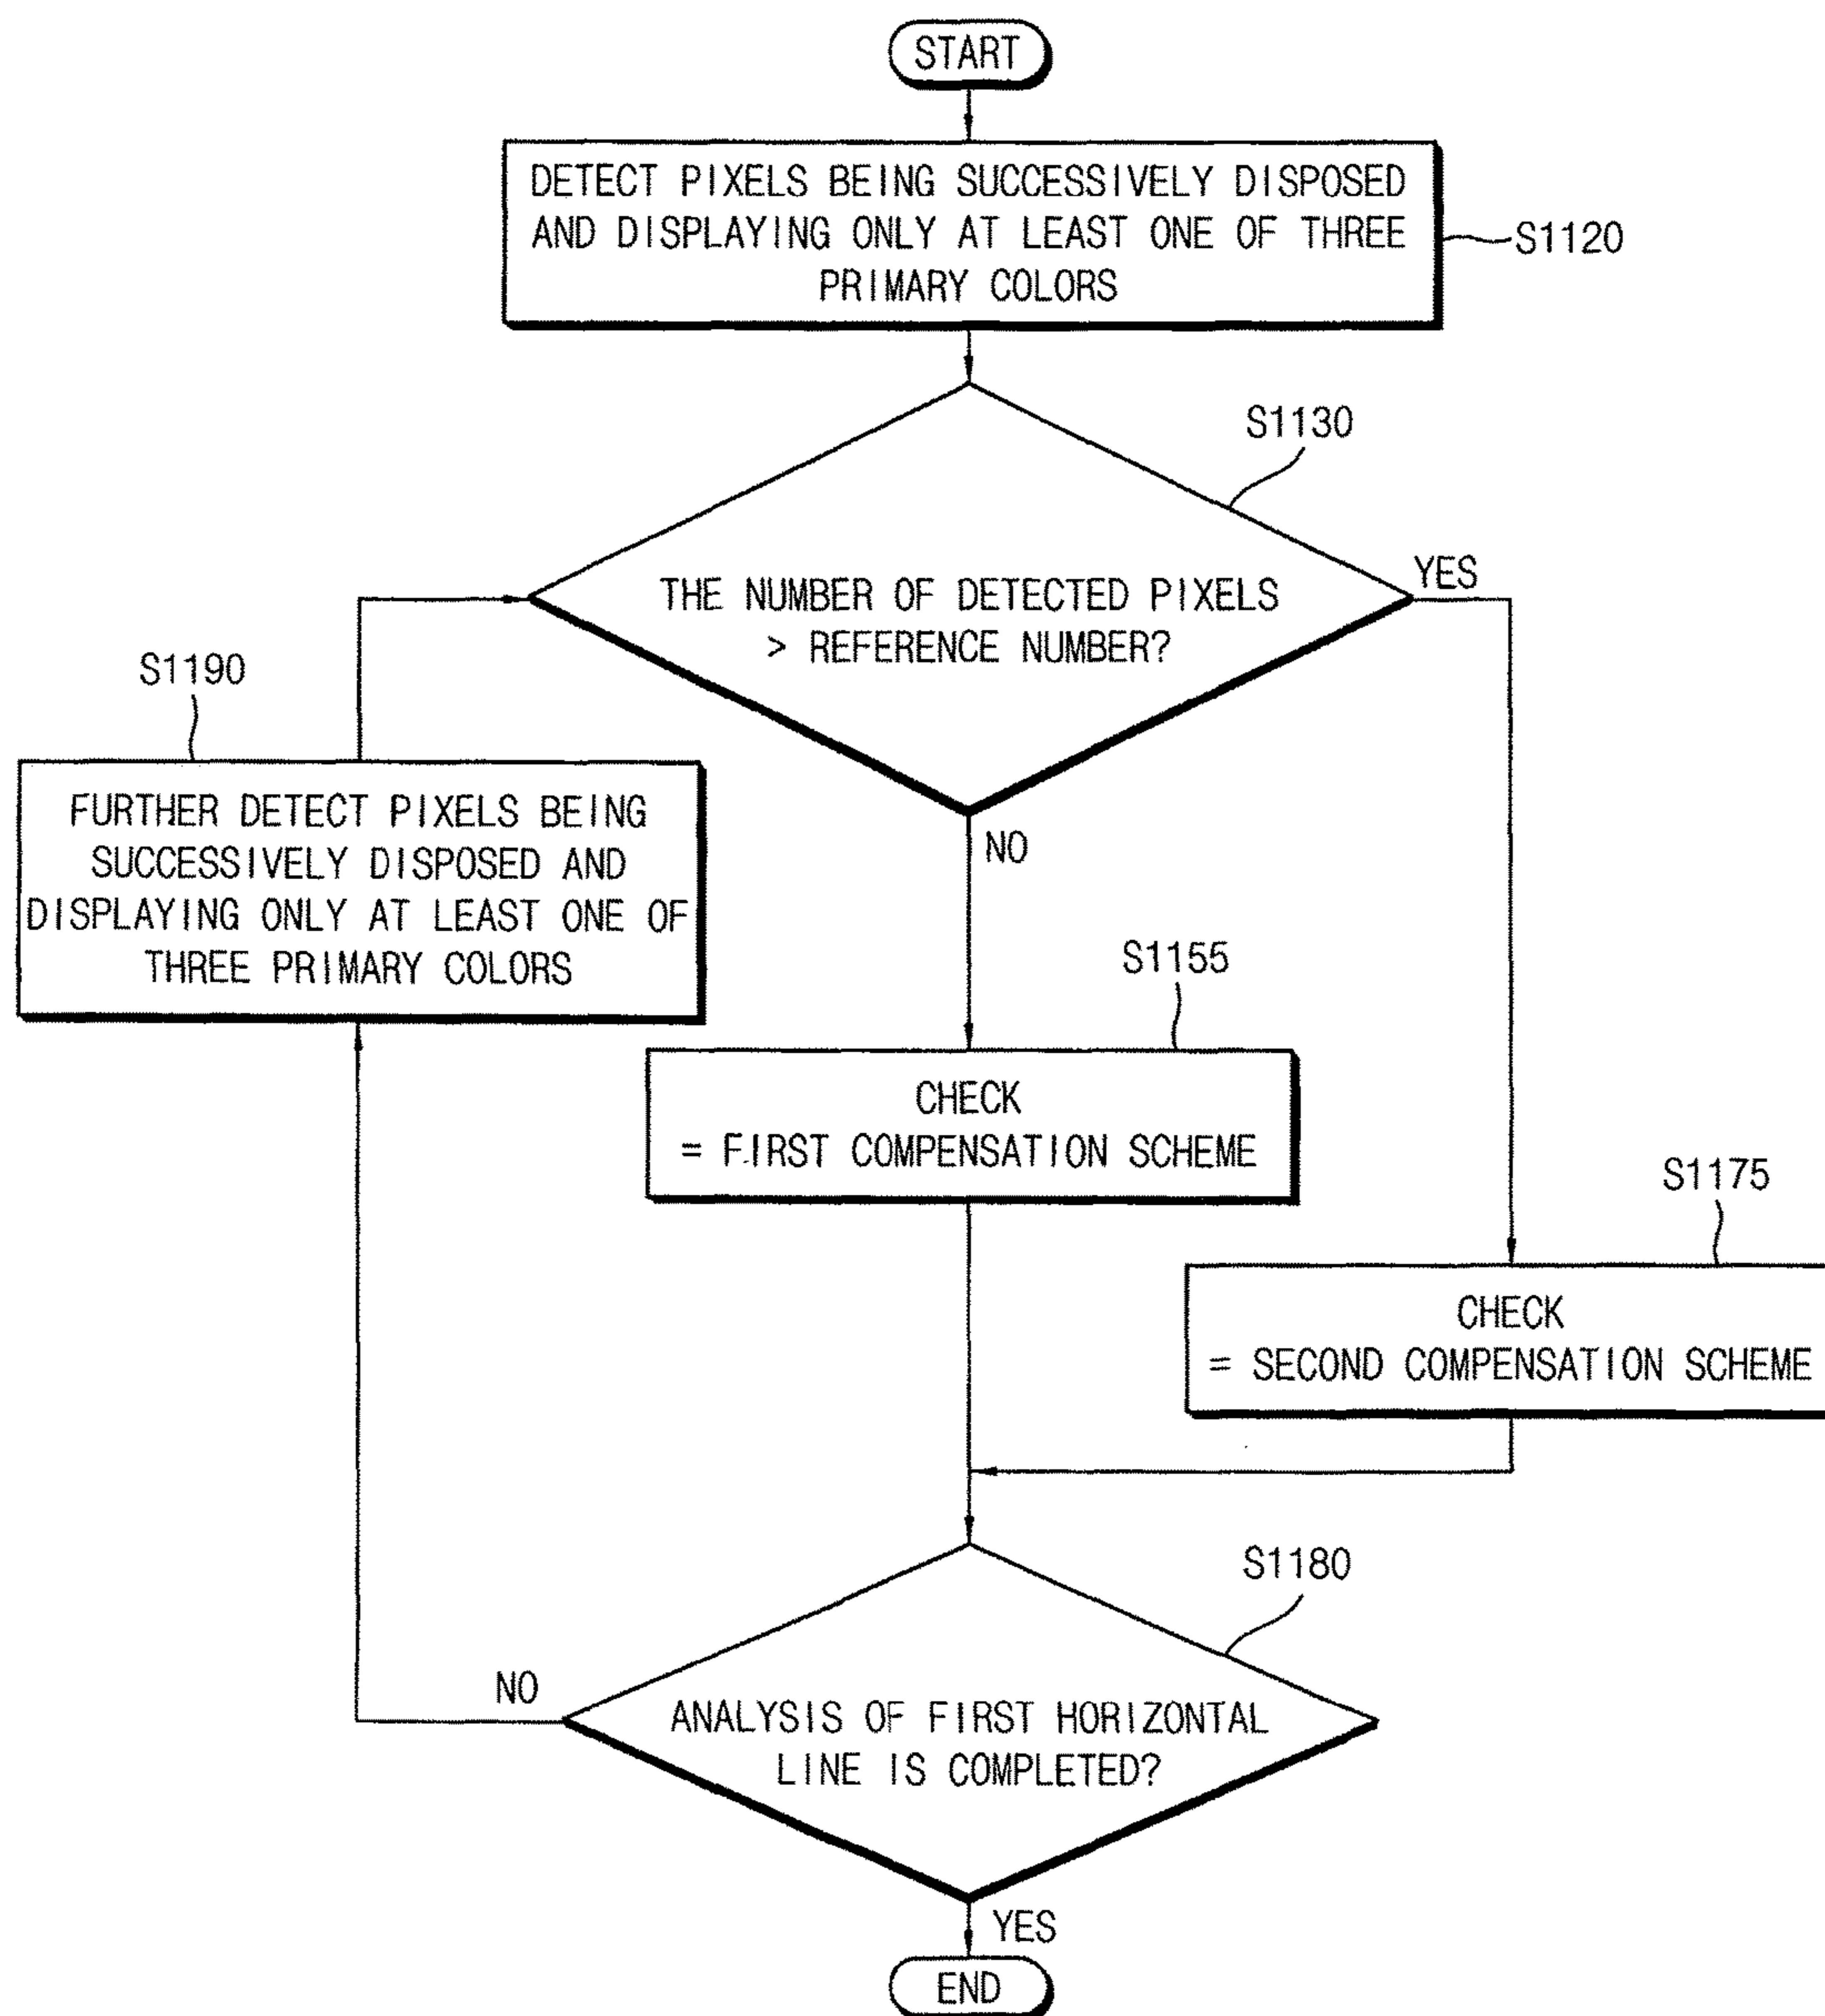 START
DETECT PIXELS BEING SUCCESSIVELY DISPOSED
AND DISPLAYING ONLY AT LEAST ONE OF THREE
PRIMARY COLORS
S1120
S1130
THE NUMBER OF DETECTED PIXELS
> REFERENCE NUMBER?
YES
NO
S1190
FURTHER DETECT PIXELS BEING
SUCCESSIVELY DISPOSED AND
DISPLAYING ONLY AT LEAST ONE OF
THREE PRIMARY COLORS
S1155
CHECK
= FIRST COMPENSATION SCHEME
S1175
CHECK
= SECOND COMPENSATION SCHEME
S1180
NO
ANALYSIS OF FIRST HORIZONTAL
LINE IS COMPLETED?
YES
END